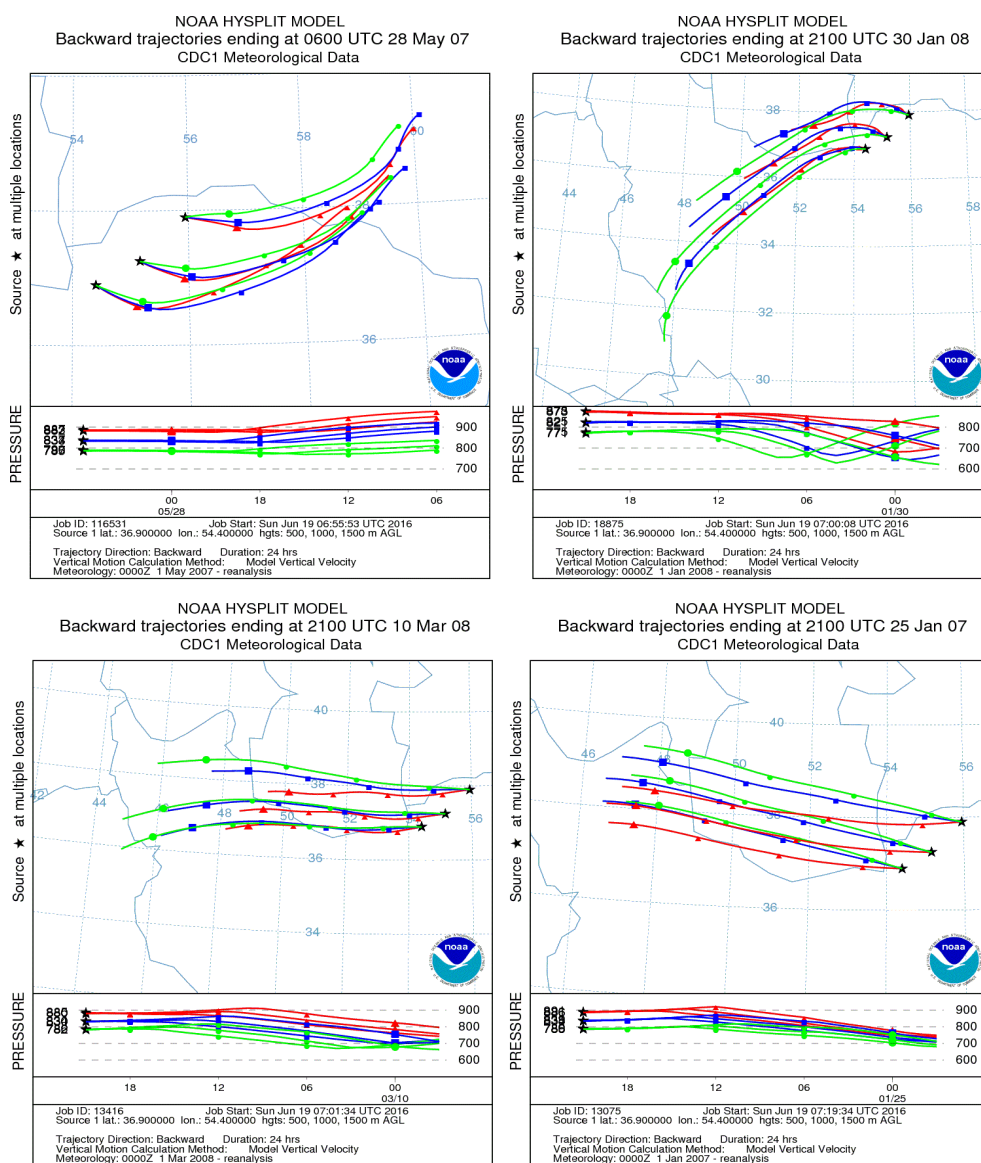 NOAA HYSPLIT MODEL
Backward trajectories ending at 0600 UTC 28 May 07
CDC1 Meteorological Data
Source ★ at multiple locations
54
56
58
60
38
36
noaa
PRESSURE
900
800
700
00
18
12
06
05/28
Job ID: 116531 Job Start: Sun Jun 19 06:55:53 UTC 2016
Source 1 lat.: 36.900000 lon.: 54.400000 hgts: 500, 1000, 1500 m AGL
Trajectory Direction: Backward Duration: 24 hrs
Vertical Motion Calculation Method: Model Vertical Velocity
Meteorology: 0000Z 1 May 2007 - reanalysis
NOAA HYSPLIT MODEL
Backward trajectories ending at 2100 UTC 30 Jan 08
CDC1 Meteorological Data
Source ★ at multiple locations
38
36
44
46
48
50
52
54
56
58
34
32
30
noaa
PRESSURE
800
700
600
18
12
06
00
01/30
Job ID: 18875 Job Start: Sun Jun 19 07:00:08 UTC 2016
Source 1 lat.: 36.900000 lon.: 54.400000 hgts: 500, 1000, 1500 m AGL
Trajectory Direction: Backward Duration: 24 hrs
Vertical Motion Calculation Method: Model Vertical Velocity
Meteorology: 0000Z 1 Jan 2008 - reanalysis
NOAA HYSPLIT MODEL
Backward trajectories ending at 2100 UTC 10 Mar 08
CDC1 Meteorological Data
Source ★ at multiple locations
40
38
42
44
46
48
50
52
54
56
36
34
noaa
PRESSURE
900
800
700
600
18
12
06
00
03/10
Job ID: 13416 Job Start: Sun Jun 19 07:01:34 UTC 2016
Source 1 lat.: 36.900000 lon.: 54.400000 hgts: 500, 1000, 1500 m AGL
Trajectory Direction: Backward Duration: 24 hrs
Vertical Motion Calculation Method: Model Vertical Velocity
Meteorology: 0000Z 1 Mar 2008 - reanalysis
NOAA HYSPLIT MODEL
Backward trajectories ending at 2100 UTC 25 Jan 07
CDC1 Meteorological Data
Source ★ at multiple locations
40
46
48
50
52
54
56
38
36
noaa
PRESSURE
900
800
700
600
18
12
06
00
01/25
Job ID: 13075 Job Start: Sun Jun 19 07:19:34 UTC 2016
Source 1 lat.: 36.900000 lon.: 54.400000 hgts: 500, 1000, 1500 m AGL
Trajectory Direction: Backward Duration: 24 hrs
Vertical Motion Calculation Method: Model Vertical Velocity
Meteorology: 0000Z 1 Jan 2007 - reanalysis